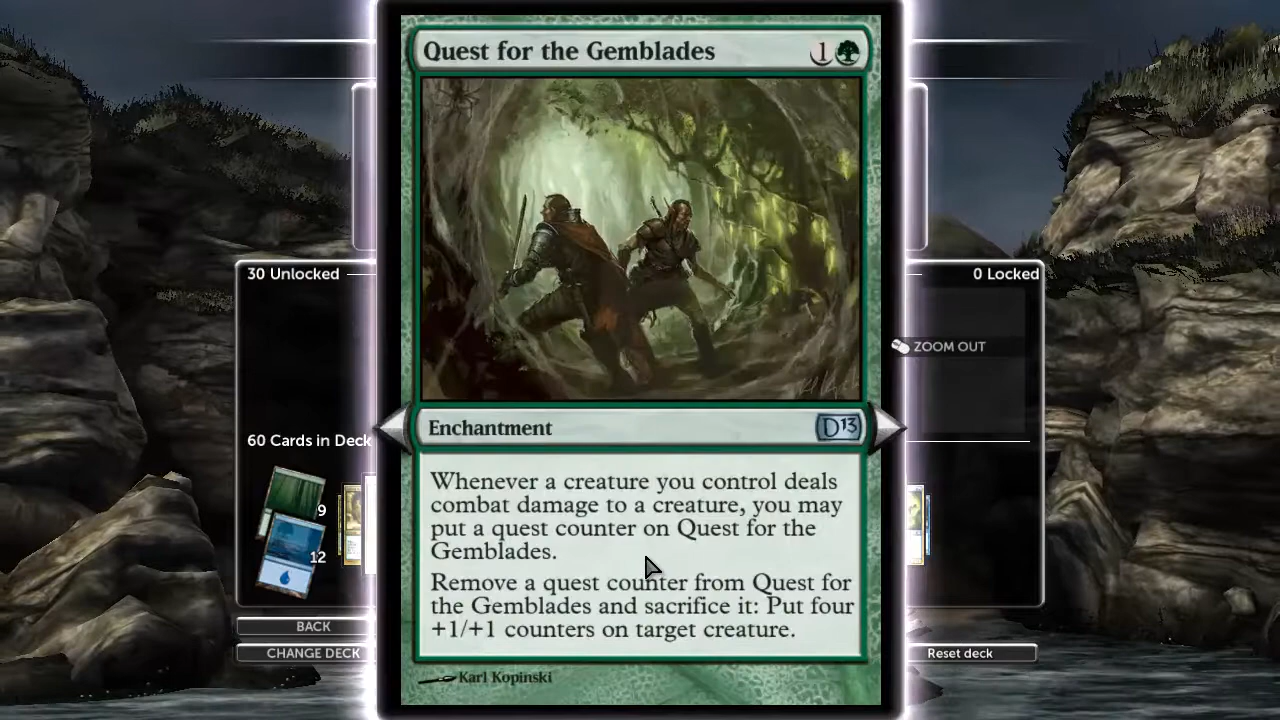 Quest for the Gemblades 1
30 Unlocked
0 Locked
ZOOM OUT
Enchantment D13
60 Cards in Deck
9
12
Whenever a creature you control deals
combat damage to a creature, you may
put a quest counter on Quest for the
Gemblades.
Remove a quest counter from Quest for
the Gemblades and sacrifice it: Put four
+1/+1 counters on target creature.
BACK
CHANGE DECK
Reset deck
Karl Kopinski